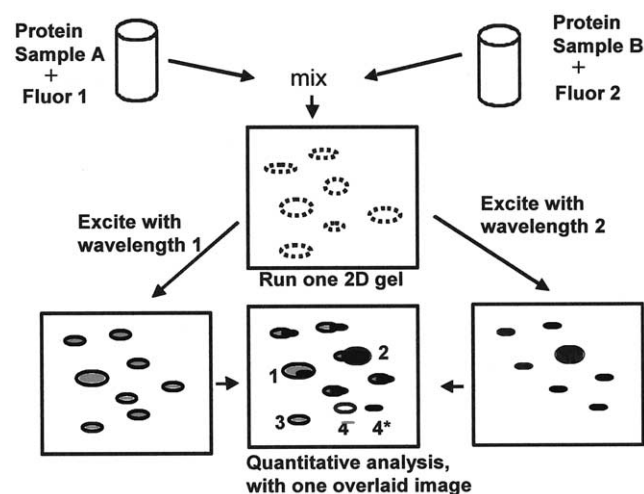 Protein
Sample A
+
Fluor 1
mix
Protein
Sample B
+
Fluor 2
Excite with
wavelength 1
Excite with
wavelength 2
Run one 2D gel
1
2
3
4
4*
Quantitative analysis,
with one overlaid image